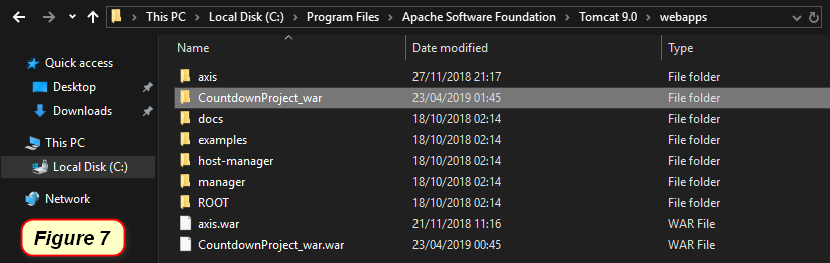 This PC > Local Disk (C:) > Program Files > Apache Software Foundation > Tomcat 9.0 > webapps
Name Date modified Type
Quick access
Desktop
Downloads
This PC
Local Disk (C:)
Network
axis 27/11/2018 21:17 File folder
CountdownProject_war 23/04/2019 01:45 File folder
docs 18/10/2018 02:14 File folder
examples 18/10/2018 02:14 File folder
host-manager 18/10/2018 02:14 File folder
manager 18/10/2018 02:14 File folder
ROOT 18/10/2018 02:14 File folder
axis.war 21/11/2018 11:16 WAR File
CountdownProject_war.war 23/04/2019 00:45 WAR File
Figure 7